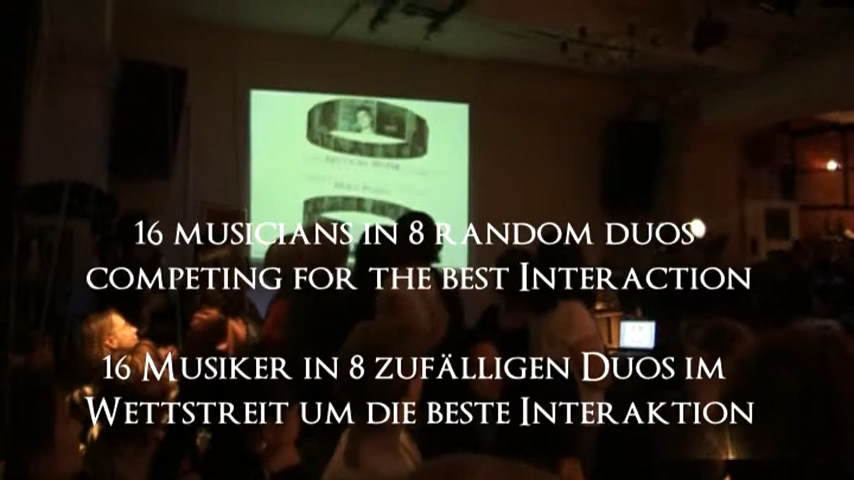 16 musicians in 8 random duos
competing for the best Interaction
16 Musiker in 8 zufälligen Duos im
Wettstreit um die beste Interaktion